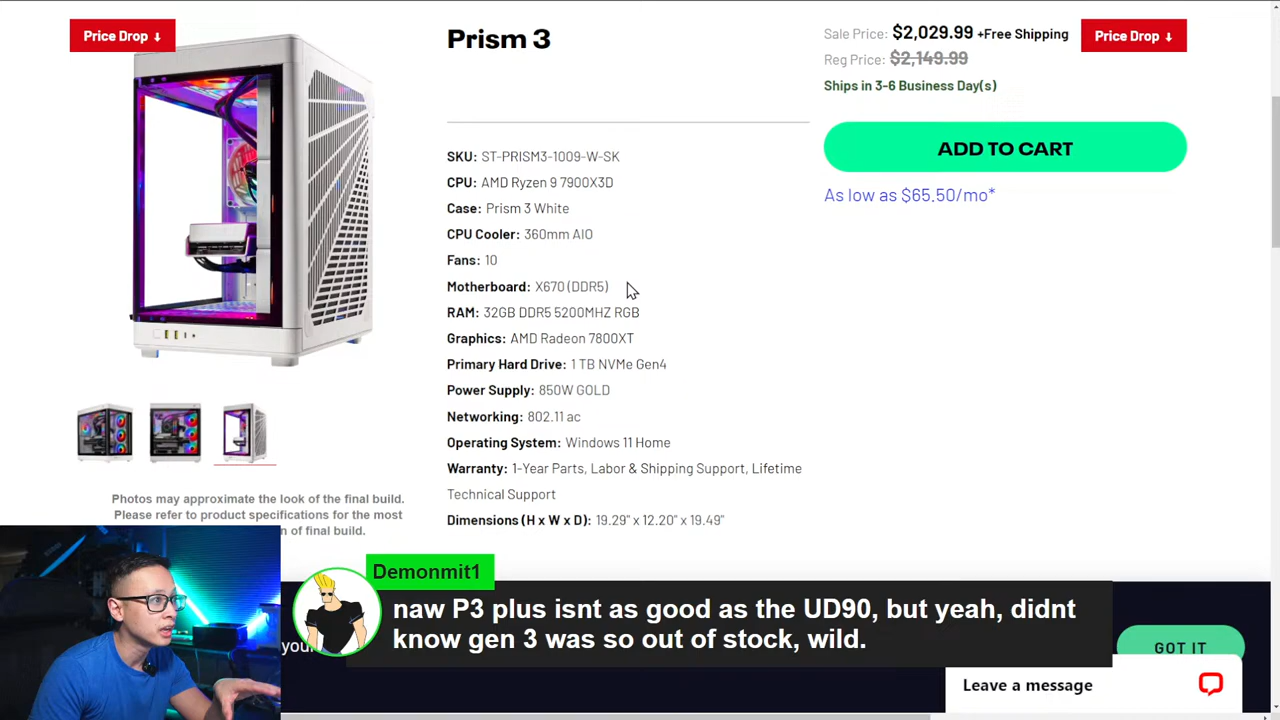 Price Drop ↓
Prism 3
Sale Price: $2,029.99 +Free Shipping
Reg Price: $2,149.99
Price Drop ↓
Ships in 3-6 Business Day(s)
ADD TO CART
As low as $65.50/mo*
SKU: ST-PRISM3-1009-W-SK
CPU: AMD Ryzen 9 7900X3D
Case: Prism 3 White
CPU Cooler: 360mm AIO
Fans: 10
Motherboard: X670 (DDR5)
RAM: 32GB DDR5 5200MHZ RGB
Graphics: AMD Radeon 7800XT
Primary Hard Drive: 1 TB NVMe Gen4
Power Supply: 850W GOLD
Networking: 802.11 ac
Operating System: Windows 11 Home
Warranty: 1-Year Parts, Labor & Shipping Support, Lifetime
Technical Support
Dimensions (H x W x D): 19.29" x 12.20" x 19.49"
Photos may approximate the look of the final build.
Please refer to product specifications for the most
of final build.
Demonmit1
naw P3 plus isnt as good as the UD90, but yeah, didnt
know gen 3 was so out of stock, wild.
GOT IT
Leave a message